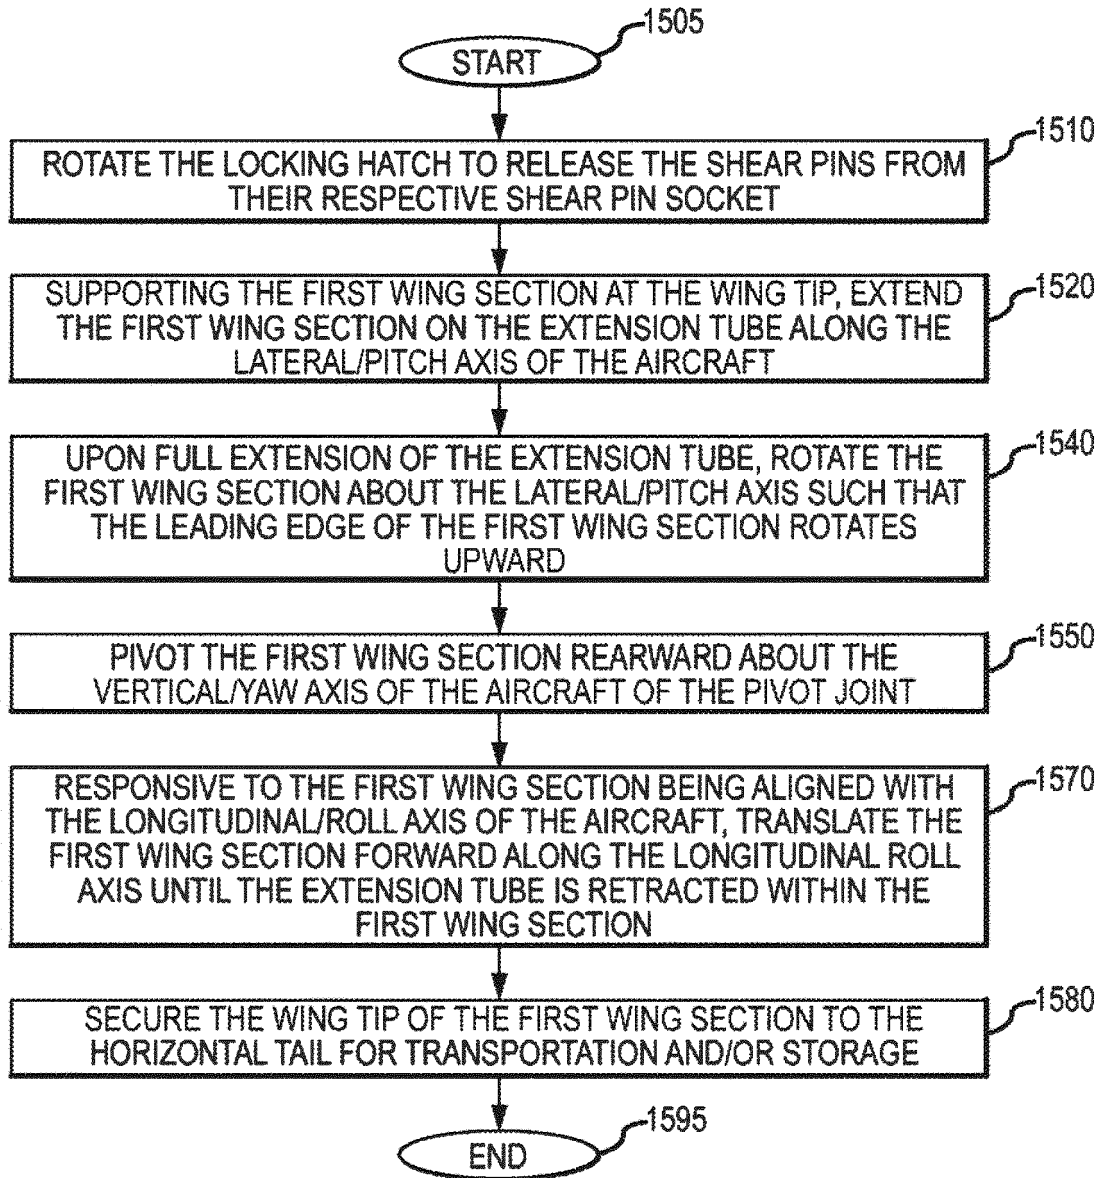 START
1505
ROTATE THE LOCKING HATCH TO RELEASE THE SHEAR PINS FROM
THEIR RESPECTIVE SHEAR PIN SOCKET
1510
SUPPORTING THE FIRST WING SECTION AT THE WING TIP, EXTEND
THE FIRST WING SECTION ON THE EXTENSION TUBE ALONG THE
LATERAL/PITCH AXIS OF THE AIRCRAFT
1520
UPON FULL EXTENSION OF THE EXTENSION TUBE, ROTATE THE
FIRST WING SECTION ABOUT THE LATERAL/PITCH AXIS SUCH THAT
THE LEADING EDGE OF THE FIRST WING SECTION ROTATES
UPWARD
1540
PIVOT THE FIRST WING SECTION REARWARD ABOUT THE
VERTICAL/YAW AXIS OF THE AIRCRAFT OF THE PIVOT JOINT
1550
RESPONSIVE TO THE FIRST WING SECTION BEING ALIGNED WITH
THE LONGITUDINAL/ROLL AXIS OF THE AIRCRAFT, TRANSLATE THE
FIRST WING SECTION FORWARD ALONG THE LONGITUDINAL ROLL
AXIS UNTIL THE EXTENSION TUBE IS RETRACTED WITHIN THE
FIRST WING SECTION
1570
SECURE THE WING TIP OF THE FIRST WING SECTION TO THE
HORIZONTAL TAIL FOR TRANSPORTATION AND/OR STORAGE
1580
END
1595